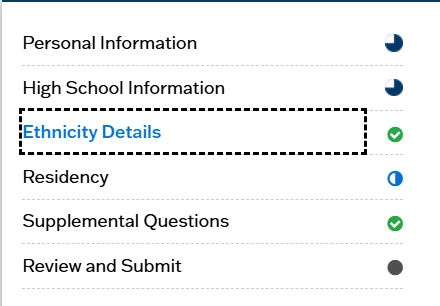 Personal Information
High School Information
Ethnicity Details
Residency
Supplemental Questions
Review and Submit